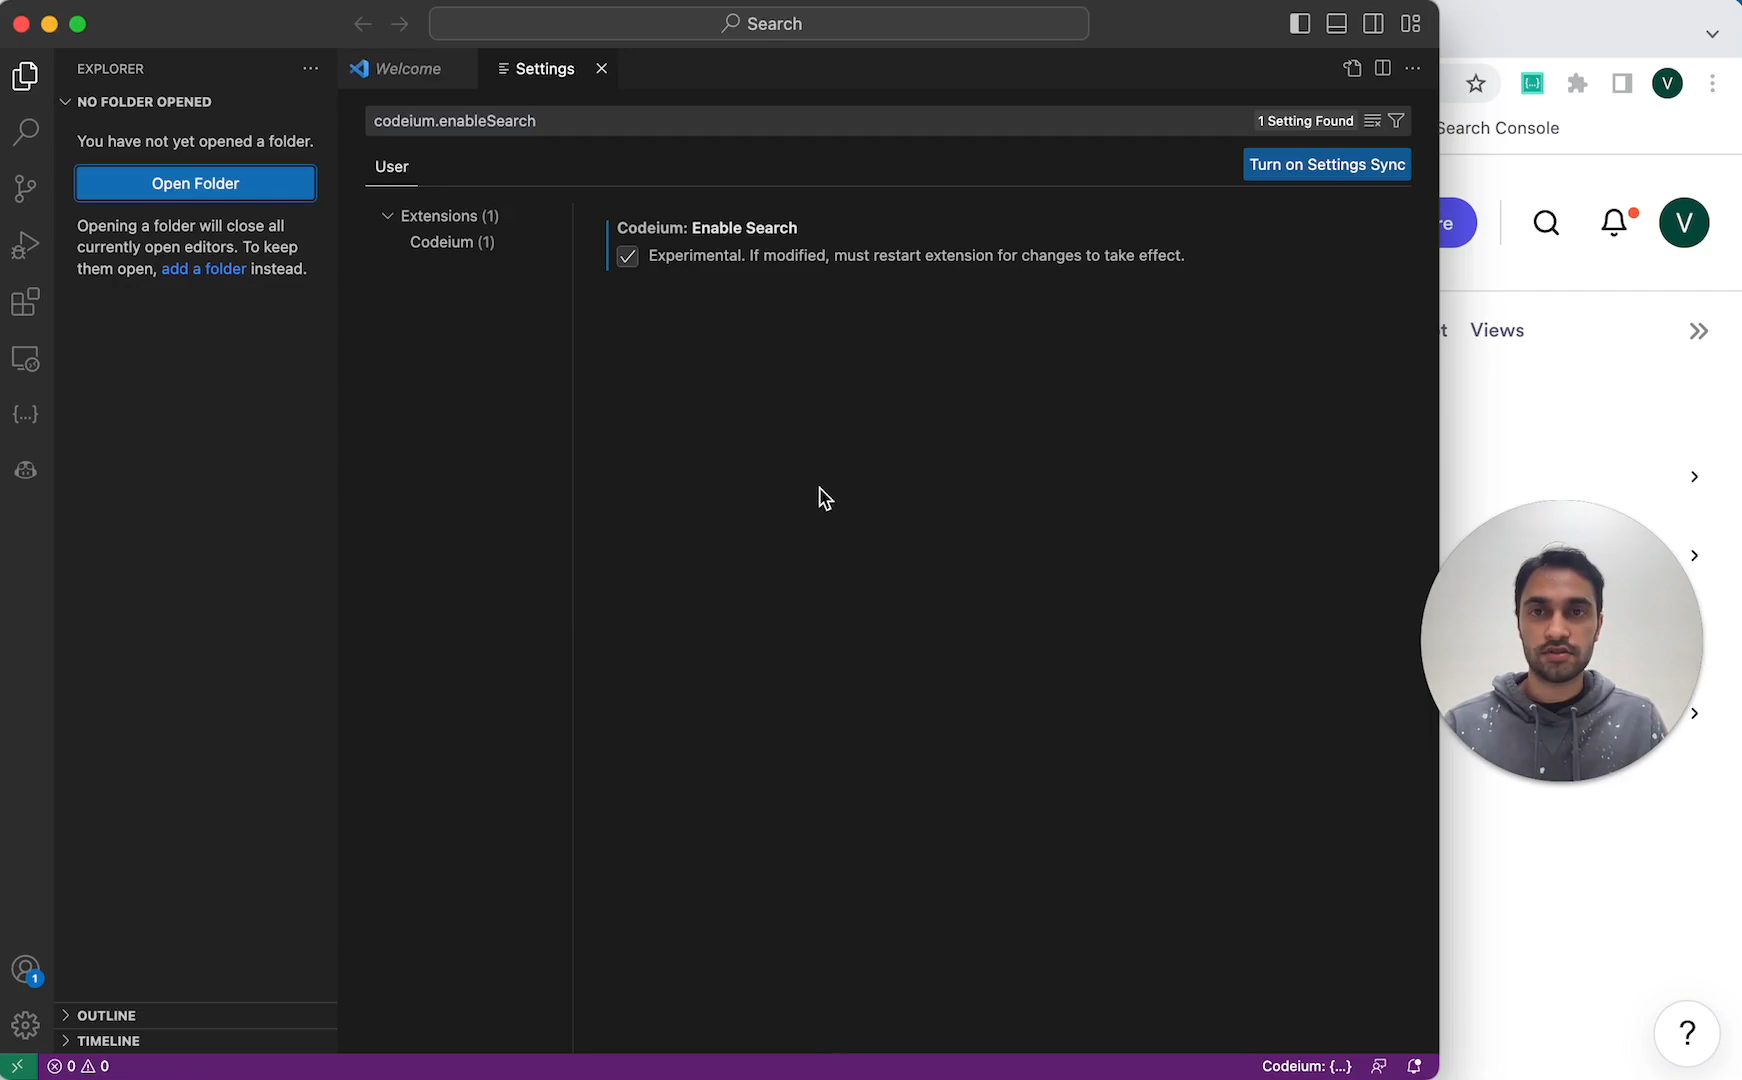 Search
EXPLORER
NO FOLDER OPENED
You have not yet opened a folder.
Open Folder
Opening a folder will close all
currently open editors. To keep
them open, add a folder instead.
Welcome
Settings
codeium.enableSearch
1 Setting Found
User
Turn on Settings Sync
Extensions (1)
Codeium (1)
Codeium: Enable Search
Experimental. If modified, must restart extension for changes to take effect.
1
OUTLINE
TIMELINE
0 0
Codeium: {...}
{...}
V
Search Console
re
V
t
Views
?